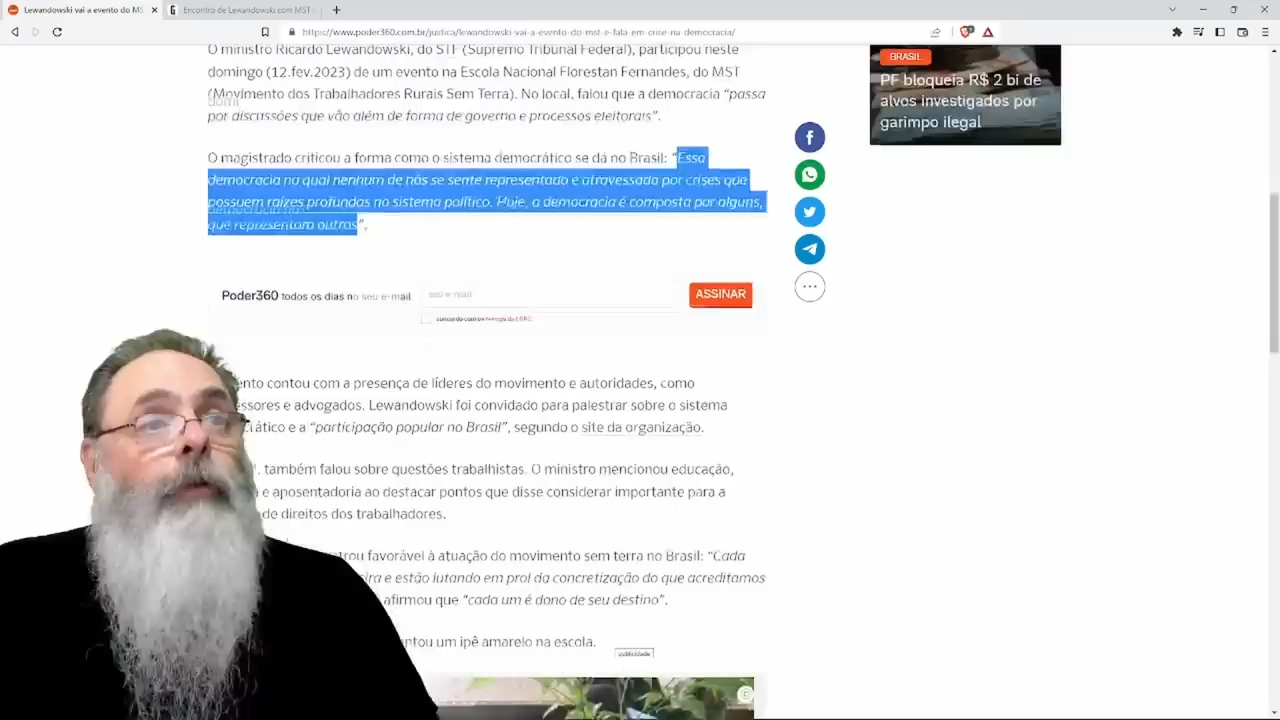 Lewandowski vai a evento do MS
Encontro de Lewandowski com MST
https://www.poder360.com.br/justica/lewandowski-vai-a-evento-do-mst-e-fala-em-crise-na-democracia/
O ministro Ricardo Lewandowski, do STF (Supremo Tribunal Federal), participou neste
domingo (12.fev.2023) de um evento na Escola Nacional Florestan Fernandes, do MST
balhadores Rurais Sem Terra). No local, falou que a democracia “passa
por discussões que vão além de forma de governo e processos eleitorais”.
O magistrado criticou a forma como o sistema democrático se dá no Brasil: “Essa
democracia no qual nenhum de nós se sente representado é atravessada por crises que
possuem raízes profundas no sistema político. Hoje, a democracia é composta por alguns,
que representam outros”.
Poder360 todos os dias no seu e-mail
seu e-mail
ASSINAR
concordo com os termos da LGPD
ento contou com a presença de líderes do movimento e autoridades, como
essores e advogados. Lewandowski foi convidado para palestrar sobre o sistema
ático e a “participação popular no Brasil”, segundo o site da organização.
, também falou sobre questões trabalhistas. O ministro mencionou educação,
e aposentadoria ao destacar pontos que disse considerar importante para a
de direitos dos trabalhadores.
trou favorável à atuação do movimento sem terra no Brasil: “Cada
ira e estão lutando em prol da concretização do que acreditamos
afirmou que “cada um é dono de seu destino”.
ntou um ipê amarelo na escola.
publicidade
BRASIL
PF bloqueia R$ 2 bi de
alvos investigados por
garimpo ilegal